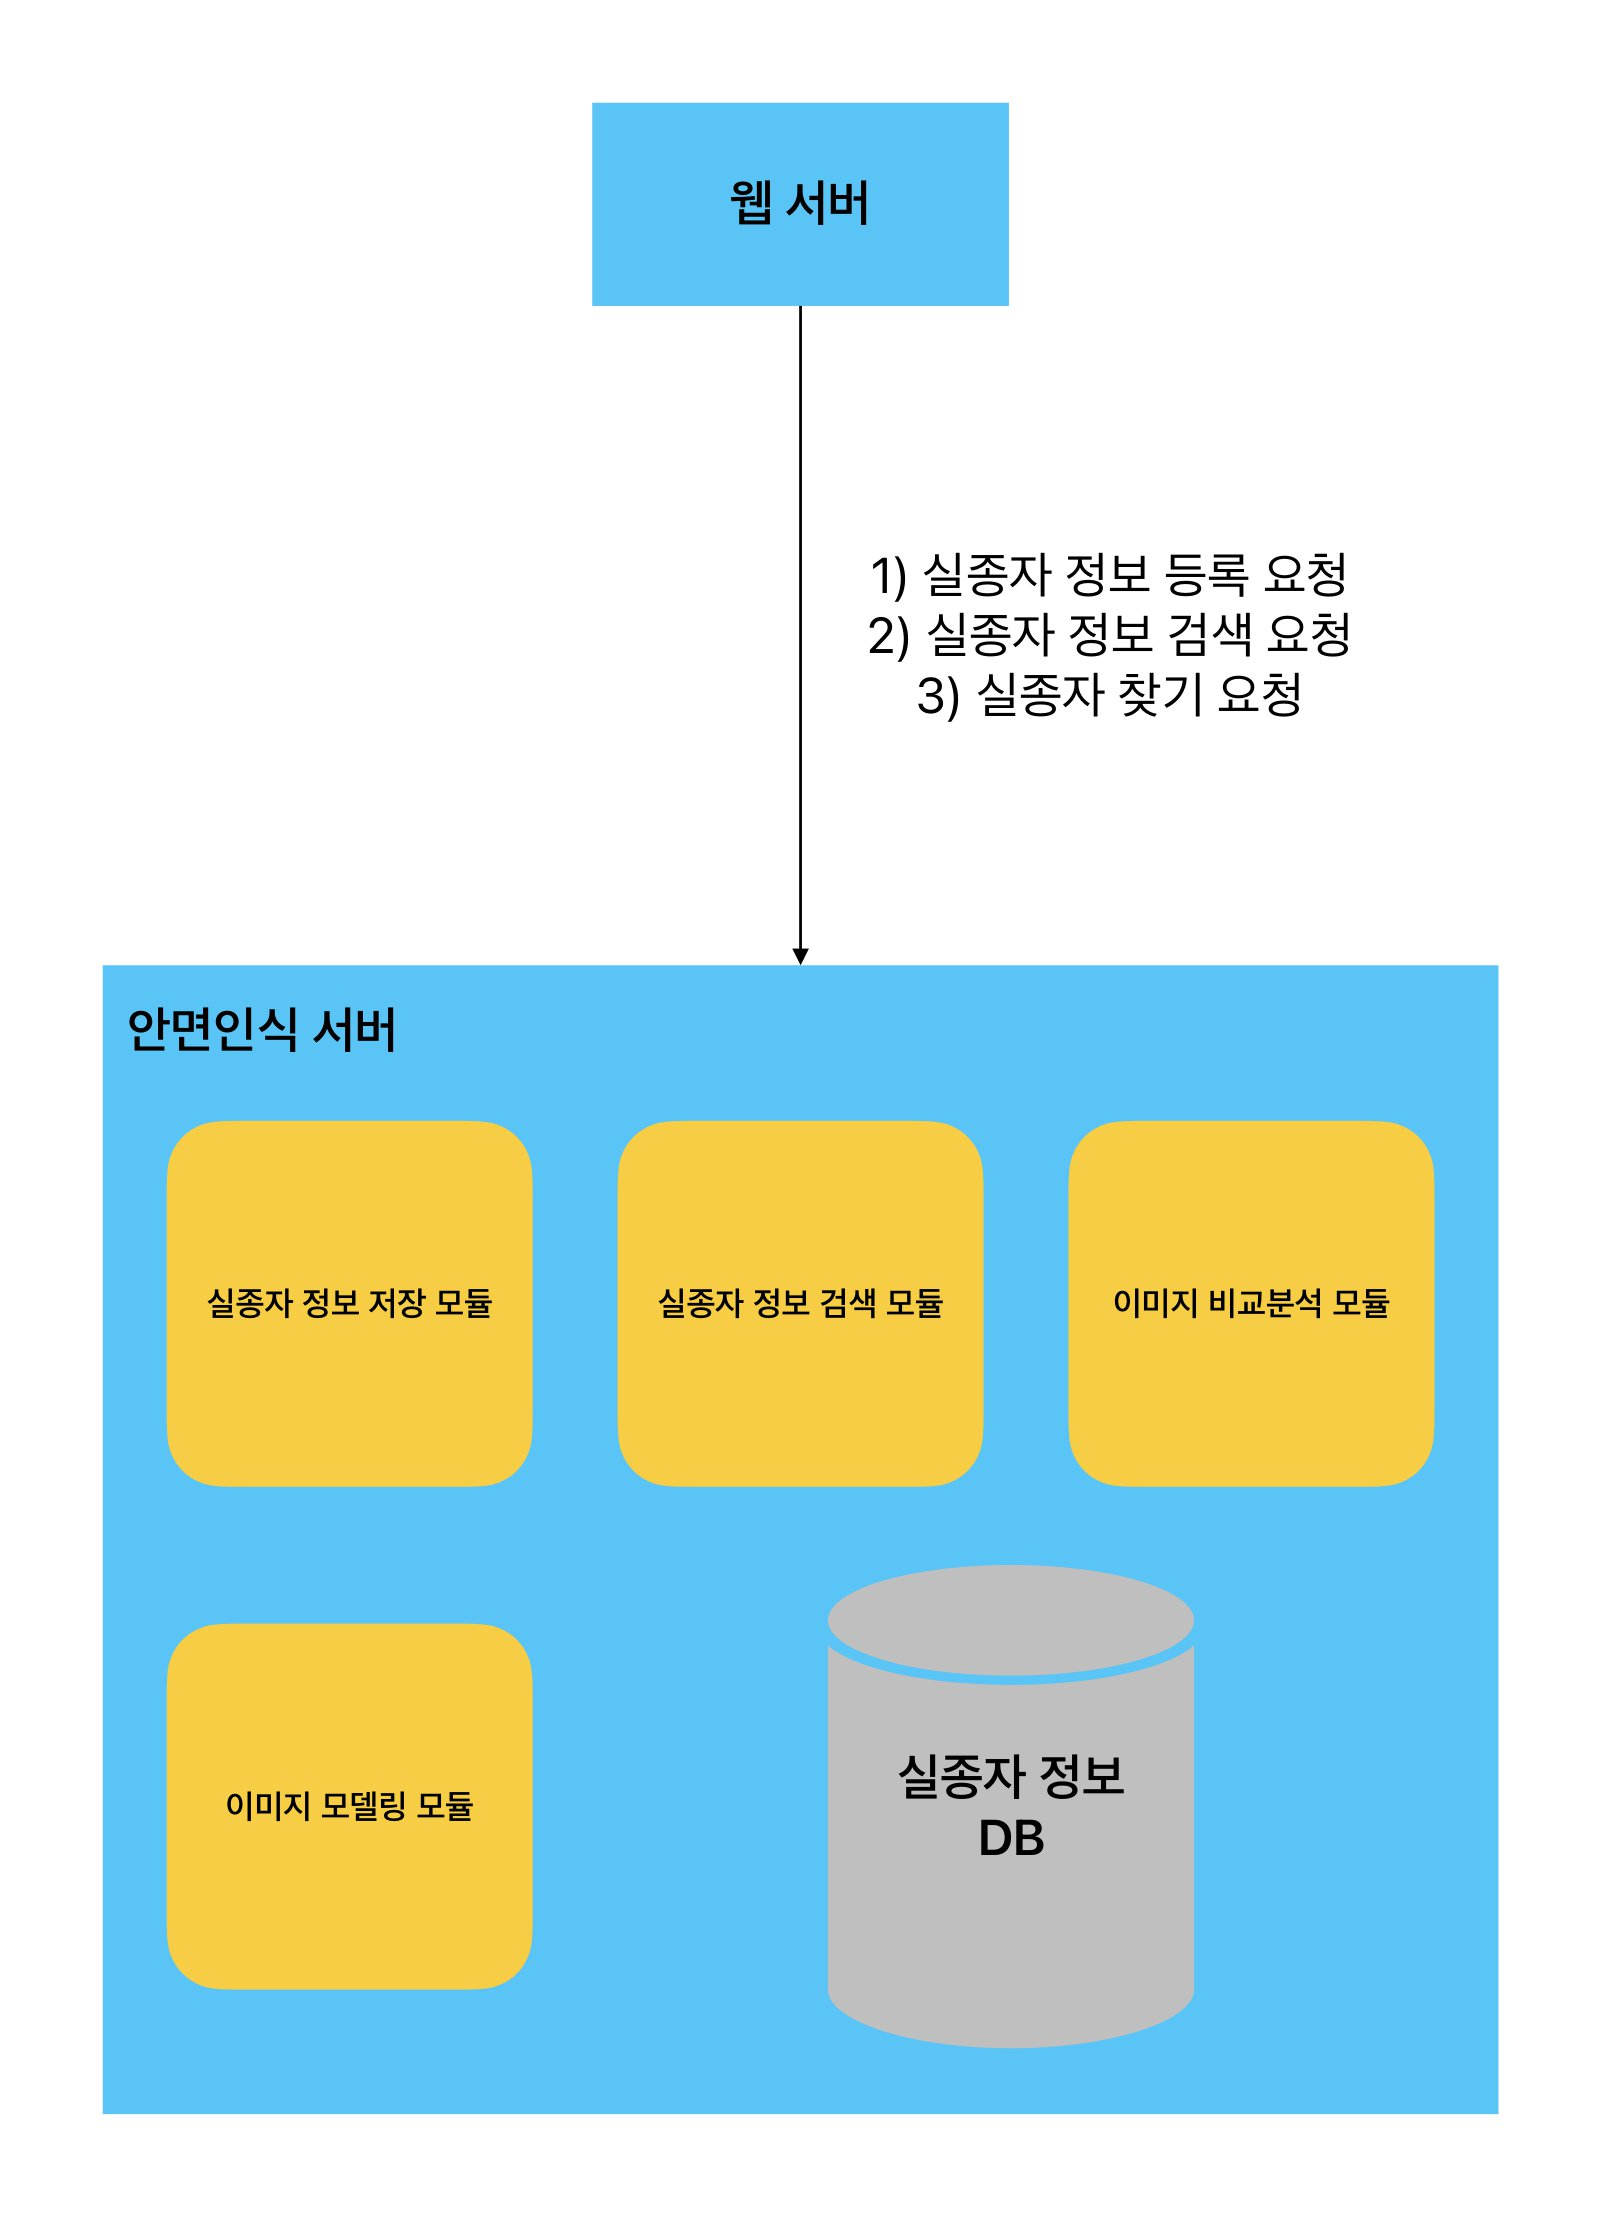 웹 서버
1) 실종자 정보 등록 요청
2) 실종자 정보 검색 요청
3) 실종자 찾기 요청
안면인식 서버
실종자 정보 저장 모듈
실종자 정보 검색 모듈
이미지 비교분석 모듈
이미지 모델링 모듈
실종자 정보
DB